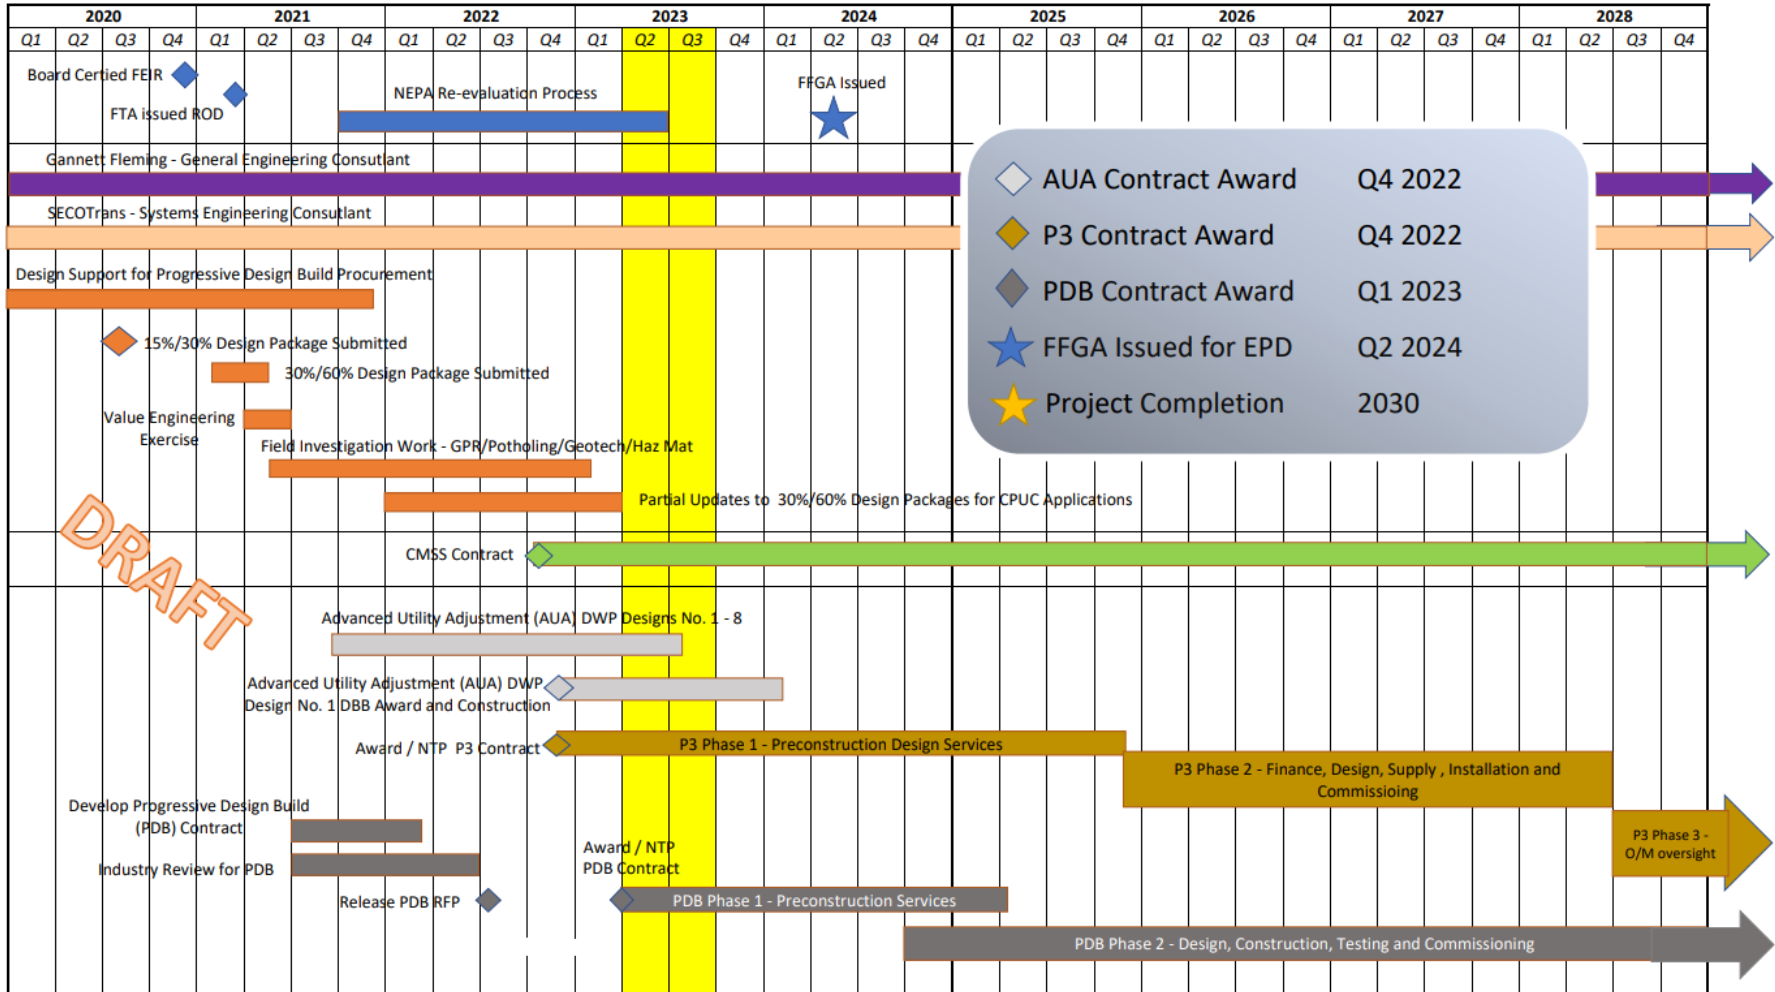 2020 2021 2022 2023 2024 2025 2026 2027 2028
Q1 Q2 Q3 Q4 Q1 Q2 Q3 Q4 Q1 Q2 Q3 Q4 Q1 Q2 Q3 Q4 Q1 Q2 Q3 Q4 Q1 Q2 Q3 Q4 Q1 Q2 Q3 Q4 Q1 Q2 Q3 Q4 Q1 Q2 Q3 Q4
Board Certied FEIR
FTA issued ROD
NEPA Re-evaluation Process
FFGA Issued
Gannett Fleming - General Engineering Consutlant
SECOTrans - Systems Engineering Consutlant
AUA Contract Award Q4 2022
P3 Contract Award Q4 2022
PDB Contract Award Q1 2023
FFGA Issued for EPD Q2 2024
Project Completion 2030
Design Support for Progressive Design Build Procurement
15%/30% Design Package Submitted
30%/60% Design Package Submitted
Value Engineering
Exercise
Field Investigation Work - GPR/Potholing/Geotech/Haz Mat
Partial Updates to 30%/60% Design Packages for CPUC Applications
DRAFT
CMSS Contract
Advanced Utility Adjustment (AUA) DWP Designs No. 1 - 8
Advanced Utility Adjustment (AUA) DWP
Design No. 1 DBB Award and Construction
Award / NTP P3 Contract
P3 Phase 1 - Preconstruction Design Services
P3 Phase 2 - Finance, Design, Supply , Installation and
Commissioing
P3 Phase 3 -
O/M oversight
Develop Progressive Design Build
(PDB) Contract
Industry Review for PDB
Release PDB RFP
Award / NTP
PDB Contract
PDB Phase 1 - Preconstruction Services
PDB Phase 2 - Design, Construction, Testing and Commissioning